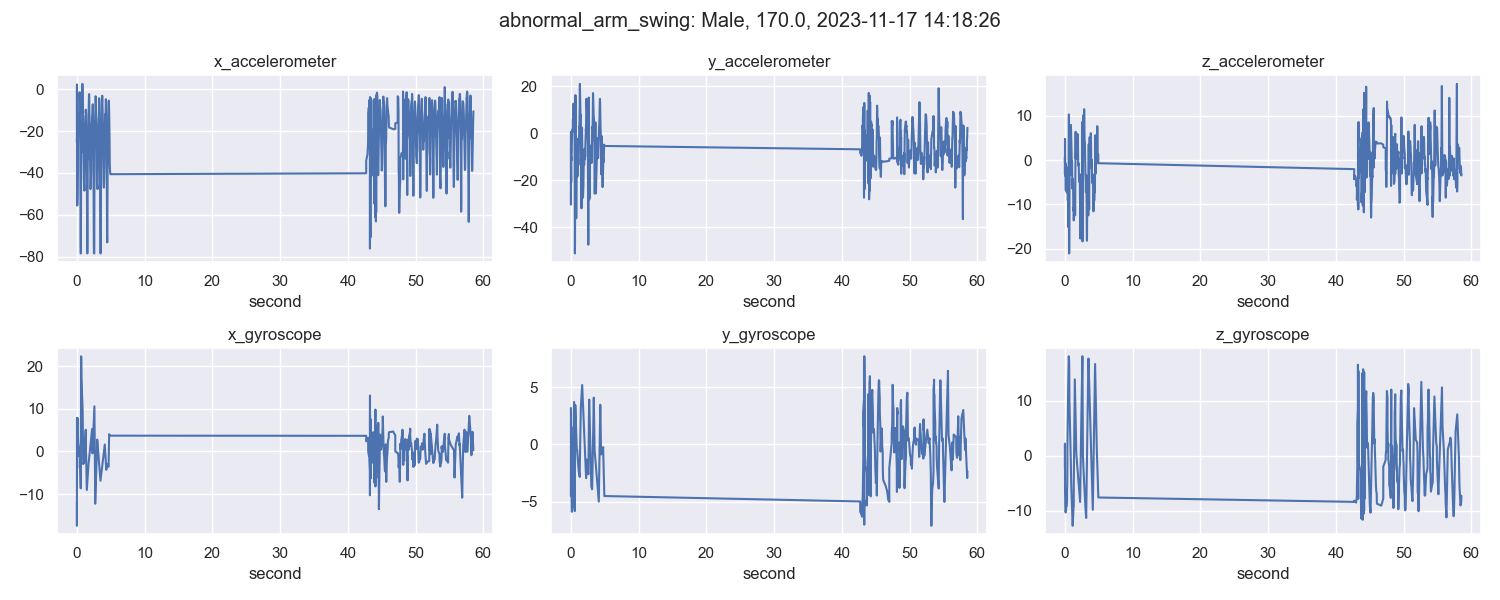 abnormal_arm_swing: Male, 170.0, 2023-11-17 14:18:26
x_accelerometer
y_accelerometer
z_accelerometer
0
−20
−40
−60
−80
0 10 20 30 40 50 60
second
20
0
−20
−40
0 10 20 30 40 50 60
second
10
0
−10
−20
0 10 20 30 40 50 60
second
x_gyroscope
y_gyroscope
z_gyroscope
20
10
0
−10
0 10 20 30 40 50 60
second
5
0
−5
0 10 20 30 40 50 60
second
10
0
−10
0 10 20 30 40 50 60
second